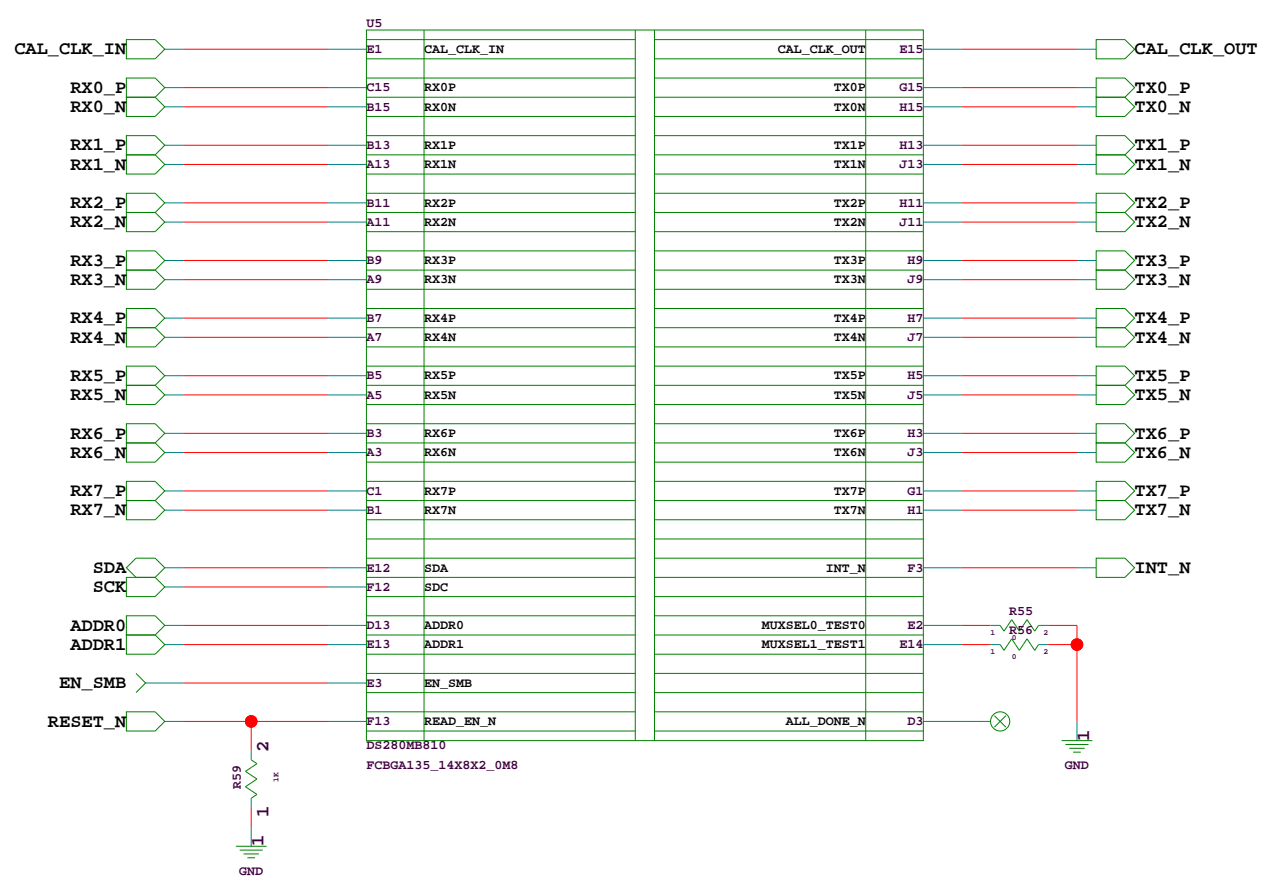 U5
CAL_CLK_IN E1 CAL_CLK_IN CAL_CLK_OUT E15 CAL_CLK_OUT
RX0_P C15 RX0P TX0P G15 TX0_P
RX0_N B15 RX0N TX0N H15 TX0_N
RX1_P B13 RX1P TX1P H13 TX1_P
RX1_N A13 RX1N TX1N J13 TX1_N
RX2_P B11 RX2P TX2P H11 TX2_P
RX2_N A11 RX2N TX2N J11 TX2_N
RX3_P B9 RX3P TX3P H9 TX3_P
RX3_N A9 RX3N TX3N J9 TX3_N
RX4_P B7 RX4P TX4P H7 TX4_P
RX4_N A7 RX4N TX4N J7 TX4_N
RX5_P B5 RX5P TX5P H5 TX5_P
RX5_N A5 RX5N TX5N J5 TX5_N
RX6_P B3 RX6P TX6P H3 TX6_P
RX6_N A3 RX6N TX6N J3 TX6_N
RX7_P C1 RX7P TX7P G1 TX7_P
RX7_N B1 RX7N TX7N H1 TX7_N
SDA E12 SDA INT_N F3 INT_N
SCK F12 SDC
R55
ADDR0 D13 ADDR0 MUXSEL0_TEST0 E2 1 0 2
R56
ADDR1 E13 ADDR1 MUXSEL1_TEST1 E14 1 0 2
EN_SMB E3 EN_SMB
RESET_N F13 READ_EN_N ALL_DONE_N D3
1
GND
DS280MB810
FCBGA135_14X8X2_0M8
2
R59 1K
1
1
GND